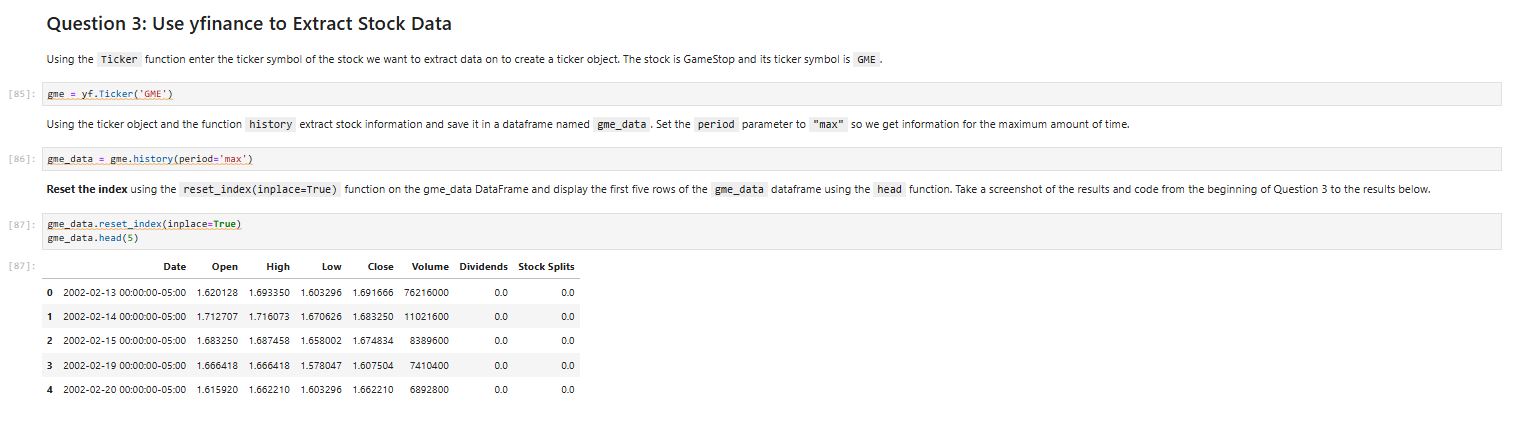 Question 3: Use yfinance to Extract Stock Data
Using the Ticker function enter the ticker symbol of the stock we want to extract data on to create a ticker object. The stock is GameStop and its ticker symbol is GME .
[85]: gme = yf.Ticker('GME')
Using the ticker object and the function history extract stock information and save it in a dataframe named gme_data . Set the period parameter to "max" so we get information for the maximum amount of time.
[86]: gme_data = gme.history(period='max')
Reset the index using the reset_index(inplace=True) function on the gme_data DataFrame and display the first five rows of the gme_data dataframe using the head function. Take a screenshot of the results and code from the beginning of Question 3 to the results below.
[87]: gme_data.reset_index(inplace=True)
gme_data.head(5)
[87]: Date Open High Low Close Volume Dividends Stock Splits
0 2002-02-13 00:00:00-05:00 1.620128 1.693350 1.603296 1.691666 76216000 0.0 0.0
1 2002-02-14 00:00:00-05:00 1.712707 1.716073 1.670626 1.683250 11021600 0.0 0.0
2 2002-02-15 00:00:00-05:00 1.683250 1.687458 1.658002 1.674834 8389600 0.0 0.0
3 2002-02-19 00:00:00-05:00 1.666418 1.666418 1.578047 1.607504 7410400 0.0 0.0
4 2002-02-20 00:00:00-05:00 1.615920 1.662210 1.603296 1.662210 6892800 0.0 0.0